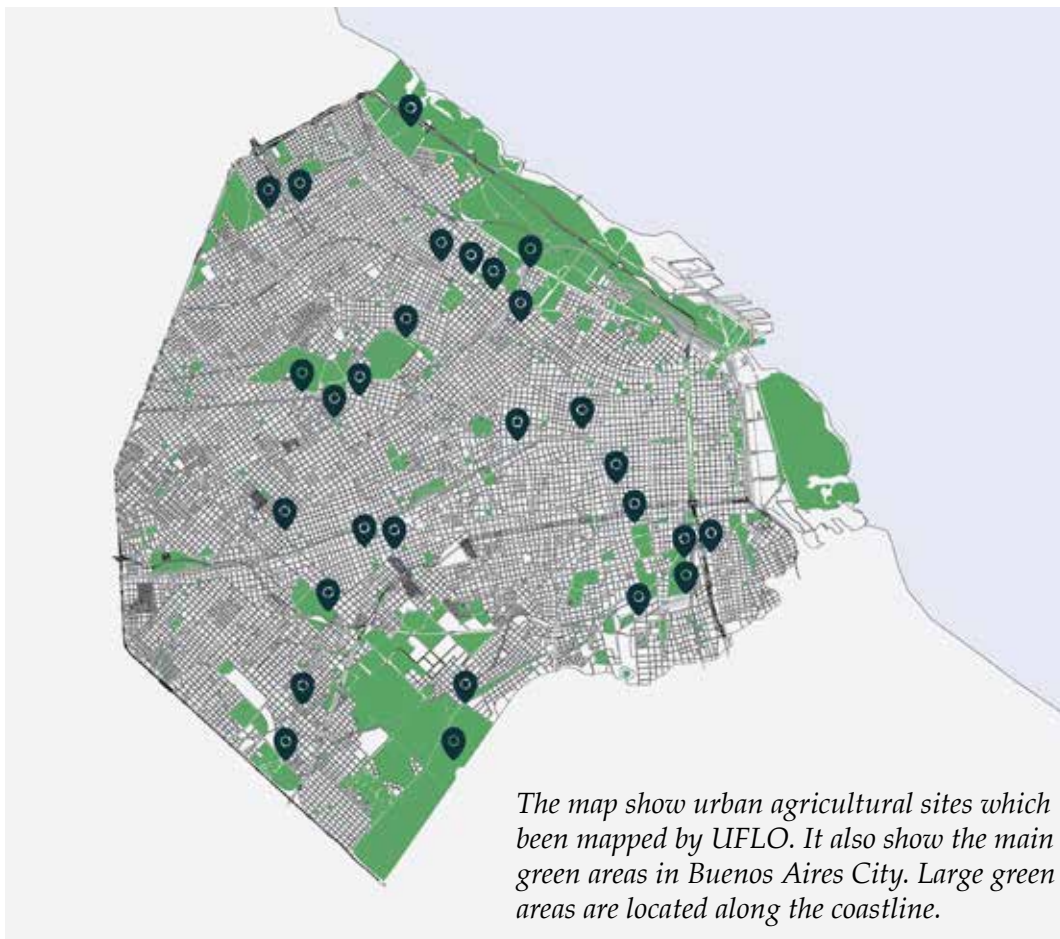 The map show urban agricultural sites which
been mapped by UFLO. It also show the main
green areas in Buenos Aires City. Large green
areas are located along the coastline.